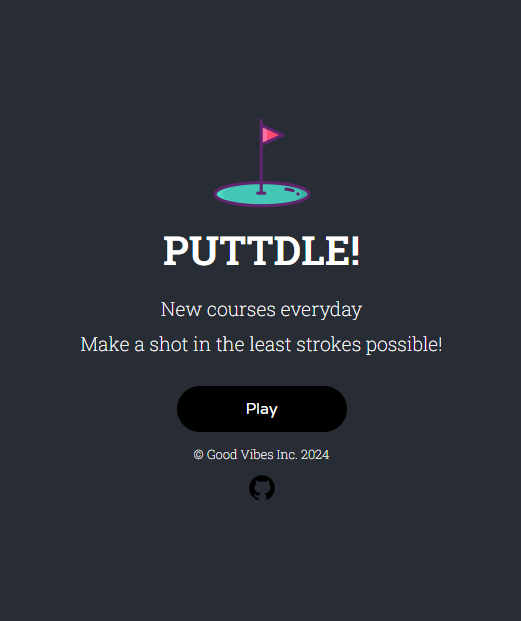 PUTTDLE!
New courses everyday
Make a shot in the least strokes possible!
Play
© Good Vibes Inc. 2024